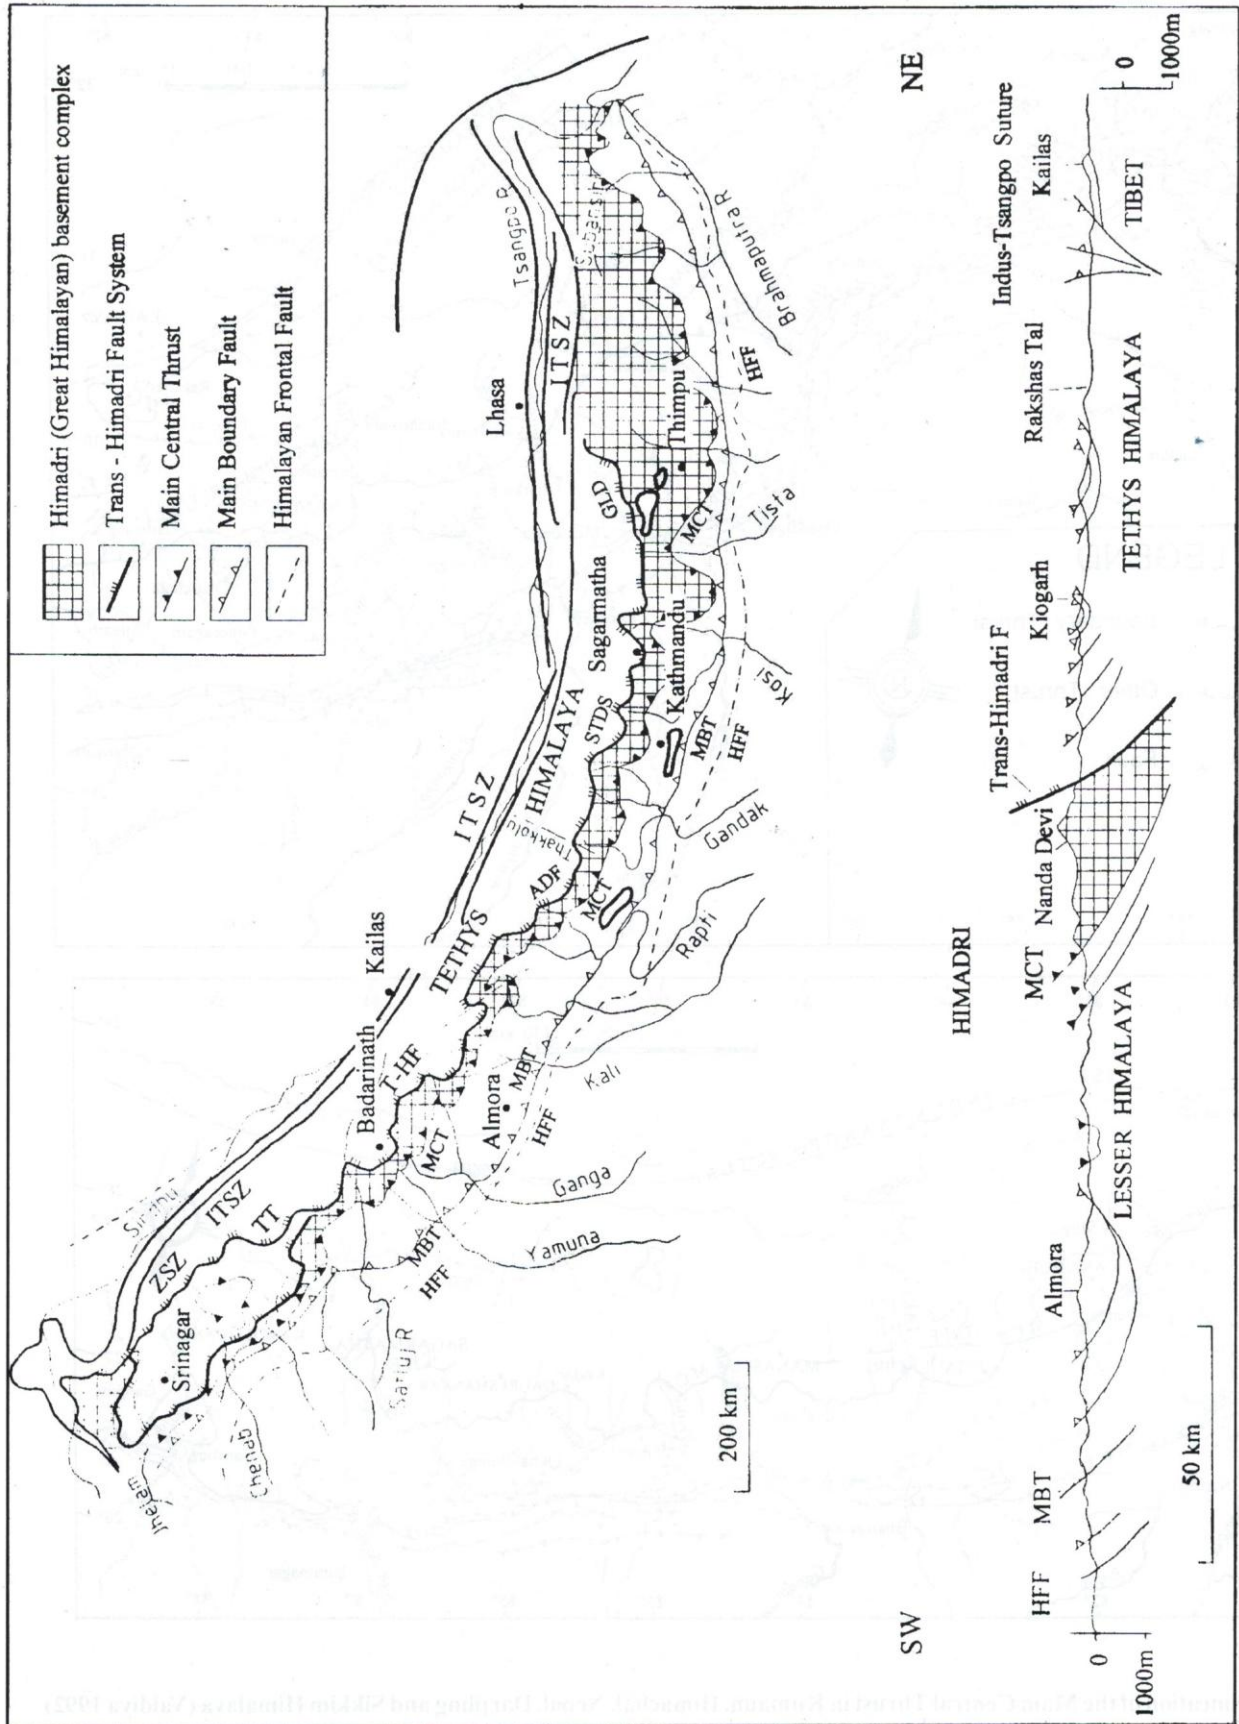 Himadri (Great Himalayan) basement complex
Trans - Himadri Fault System
Main Central Thrust
Main Boundary Fault
Himalayan Frontal Fault
Sindhu
ZSZ
ITSZ
TT
Srinagar
Jhelam
Chenab
Satluj R
Kailas
Badarinath
T-HF
TETHYS
HIMALAYA
ITSZ
Thakkolu
ADF
STDS
MCT
Almora
MBT
HFF
MBT
HFF
Yamuna
Ganga
Kali
MCT
Rapti
Gandak
Sagarmatha
Kathmandu
MBT
HFF
Kosi
GLD
MCT
Tista
Lhasa
ITSZ
Thimpu
Tsangpo R
Subansiri
HFF
Brahmaputra R
200 km
SW
NE
HIMADRI
HFF
MBT
Almora
LESSER HIMALAYA
MCT
Nanda Devi
Trans-Himadri F
Kiogarh
TETHYS HIMALAYA
Rakshas Tal
Indus-Tsangpo Suture
Kailas
TIBET
0
1000m
0
1000m
50 km